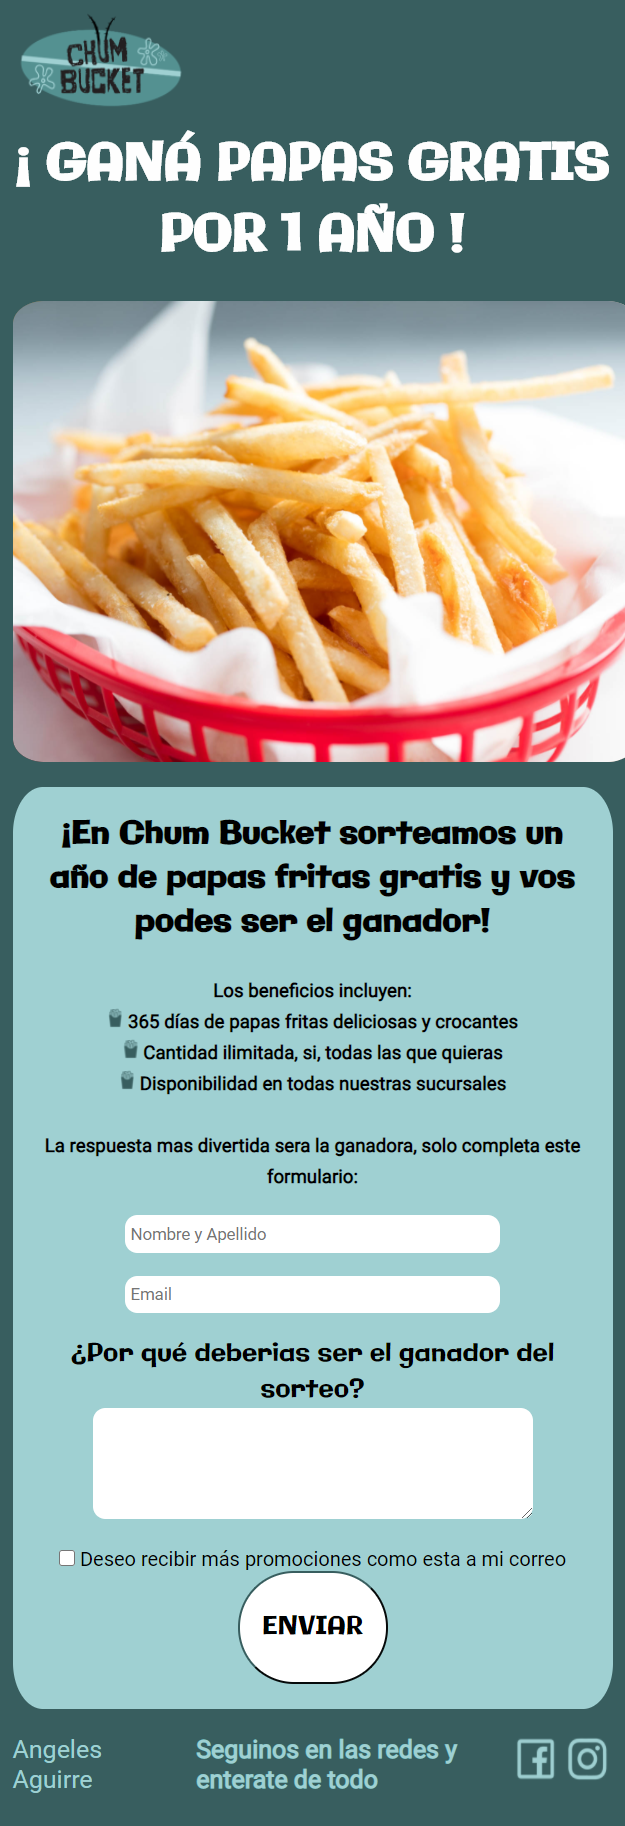 CHUM
BUCKET
¡ GANÁ PAPAS GRATIS
POR 1 AÑO !
¡En Chum Bucket sorteamos un
año de papas fritas gratis y vos
podes ser el ganador!
Los beneficios incluyen:
365 días de papas fritas deliciosas y crocantes
Cantidad ilimitada, si, todas las que quieras
Disponibilidad en todas nuestras sucursales
La respuesta mas divertida sera la ganadora, solo completa este
formulario:
Nombre y Apellido
Email
¿Por qué deberias ser el ganador del
sorteo?
Deseo recibir más promociones como esta a mi correo
ENVIAR
Angeles
Aguirre
Seguinos en las redes y
enterate de todo